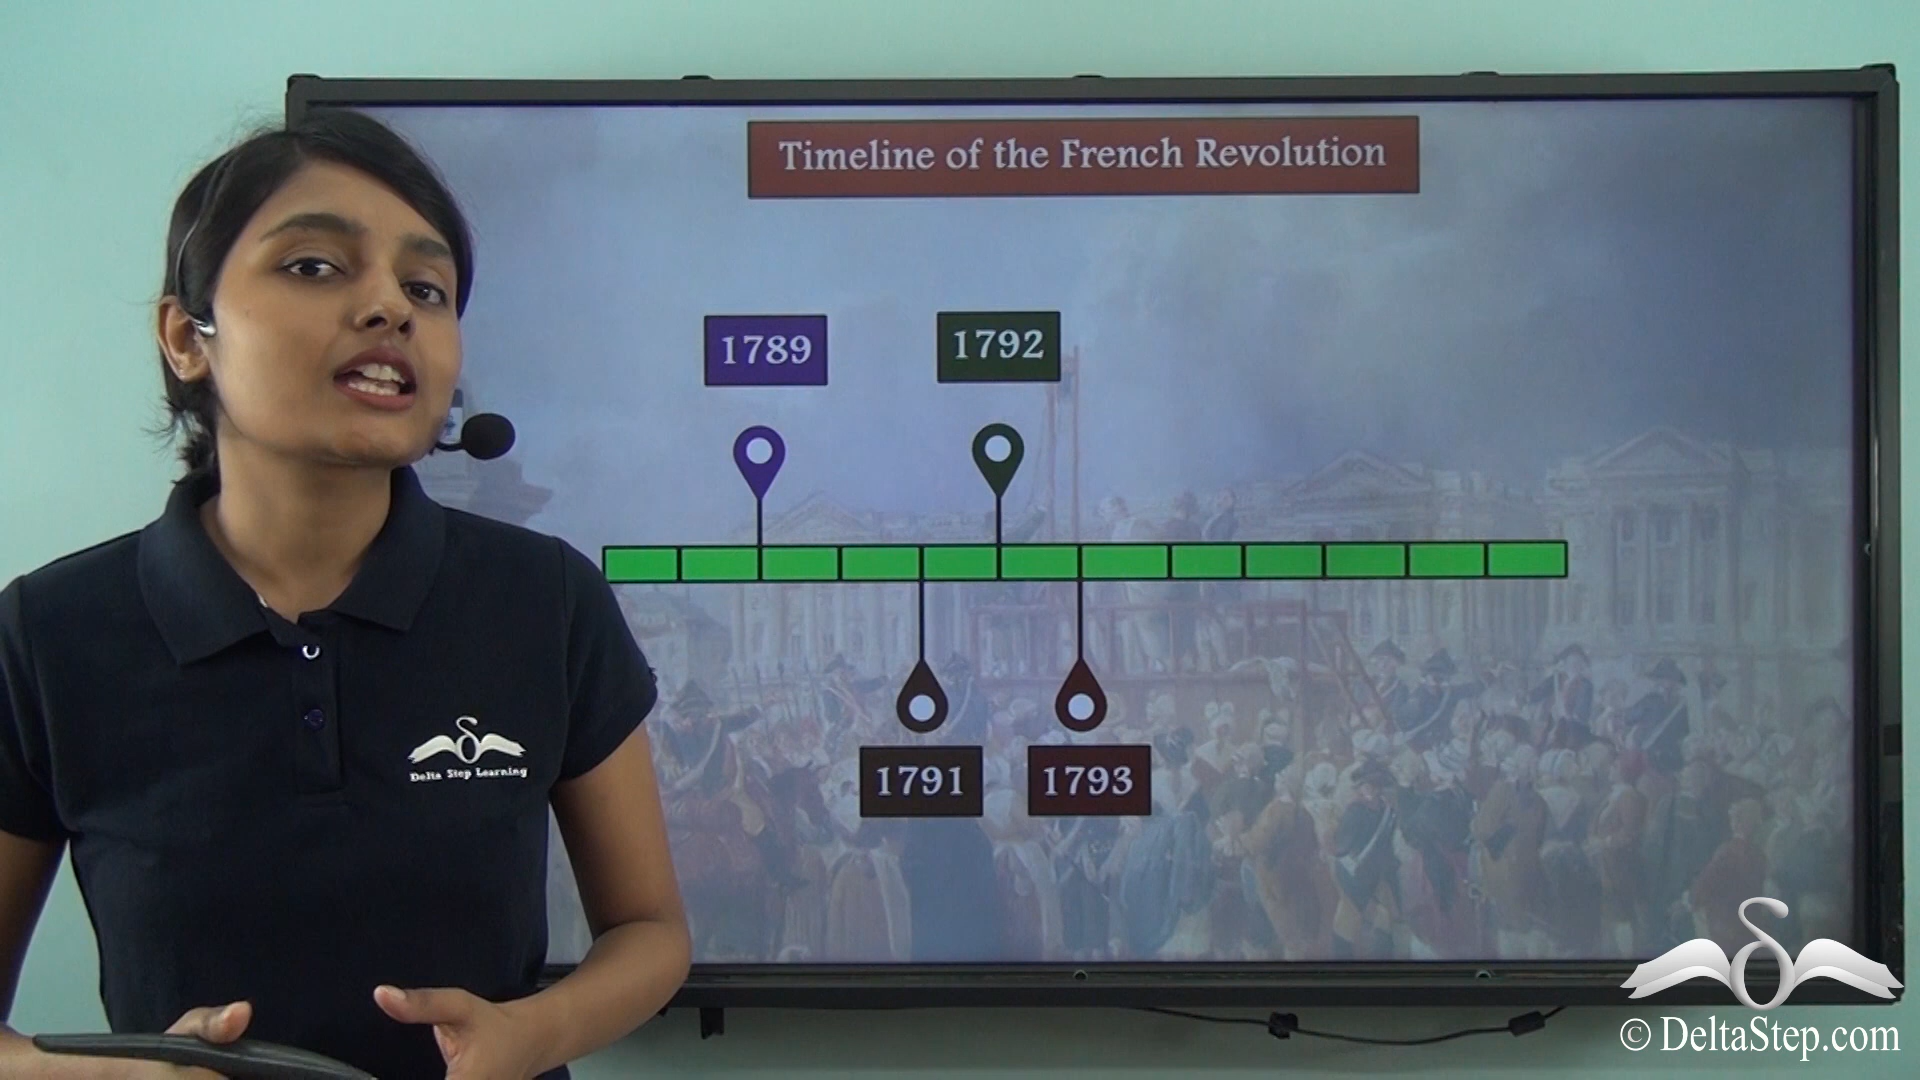 Timeline of the French Revolution
1789
1792
1791
1793
Delta Step Learning
© DeltaStep.com